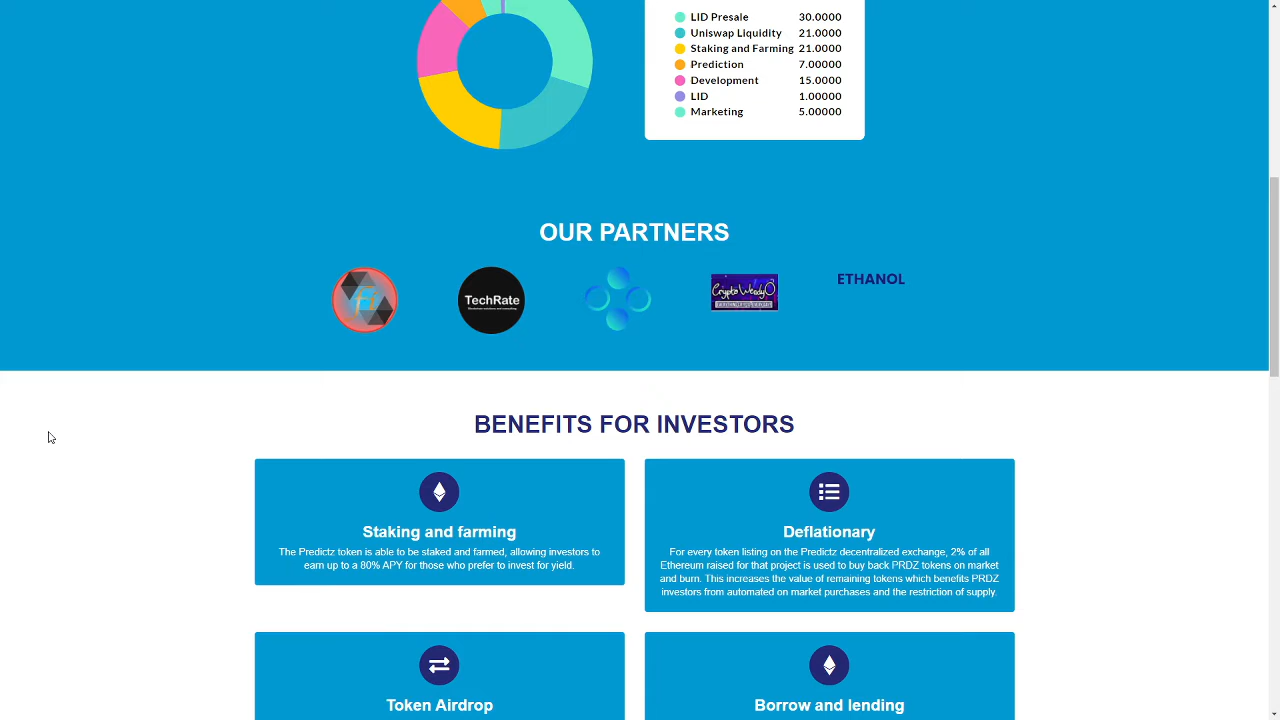 LID Presale 30.0000
Uniswap Liquidity 21.0000
Staking and Farming 21.0000
Prediction 7.00000
Development 15.0000
LID 1.00000
Marketing 5.00000
OUR PARTNERS
TechRate
Crypto WeedyO
ETHANOL
BENEFITS FOR INVESTORS
Staking and farming
The Predictz token is able to be staked and farmed, allowing investors to
earn up to a 80% APY for those who prefer to invest for yield.
Deflationary
For every token listing on the Predictz decentralized exchange, 2% of all
Ethereum raised for that project is used to buy back PRDZ tokens on market
and burn. This increases the value of remaining tokens which benefits PRDZ
investors from automated on market purchases and the restriction of supply.
Token Airdrop
Borrow and lending